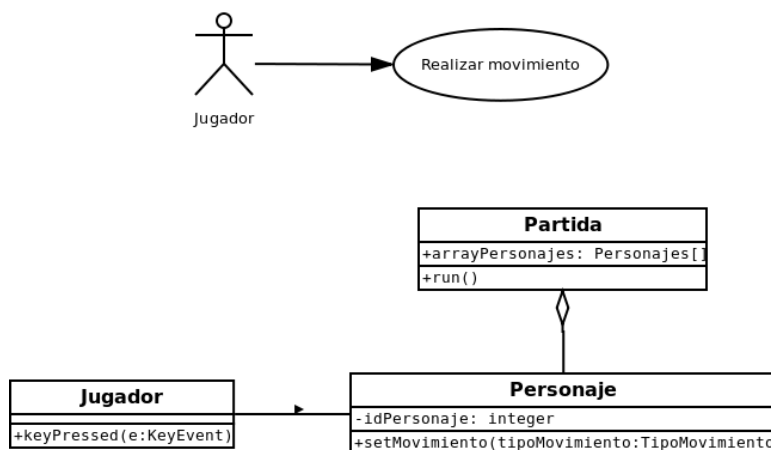 Realizar movimiento
Jugador
Partida
+arrayPersonajes: Personajes[]
+run()
Jugador
+keyPressed(e:KeyEvent)
Personaje
-idPersonaje: integer
+setMovimiento(tipoMovimiento:TipoMovimiento